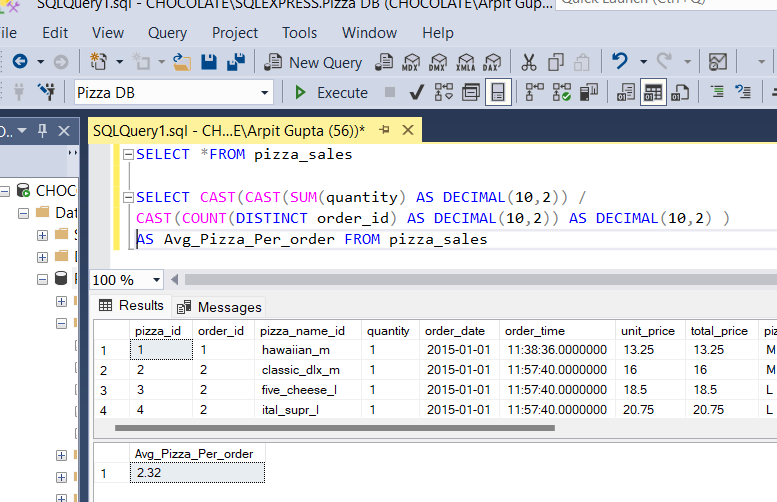 SQLQuery1.sql - CHOCOLATE\SQLEXPRESS.Pizza DB (CHOCOLATE\Arpit Gup... Quick Launch (Ctrl+Q)
ile Edit View Query Project Tools Window Help
New Query MDX DMX XMLA DAX
Pizza DB Execute
O.. SQLQuery1.sql - CH...E\Arpit Gupta (56))*
SELECT *FROM pizza_sales
SELECT CAST(CAST(SUM(quantity) AS DECIMAL(10,2)) /
CAST(COUNT(DISTINCT order_id) AS DECIMAL(10,2)) AS DECIMAL(10,2) )
AS Avg_Pizza_Per_order FROM pizza_sales
CHOC
Dat
100 %
Results Messages
pizza_id order_id pizza_name_id quantity order_date order_time unit_price total_price piz
1 1 1 hawaiian_m 1 2015-01-01 11:38:36.0000000 13.25 13.25 M
2 2 2 classic_dlx_m 1 2015-01-01 11:57:40.0000000 16 16 M
3 3 2 five_cheese_l 1 2015-01-01 11:57:40.0000000 18.5 18.5 L
4 4 2 ital_supr_l 1 2015-01-01 11:57:40.0000000 20.75 20.75 L
Avg_Pizza_Per_order
1 2.32